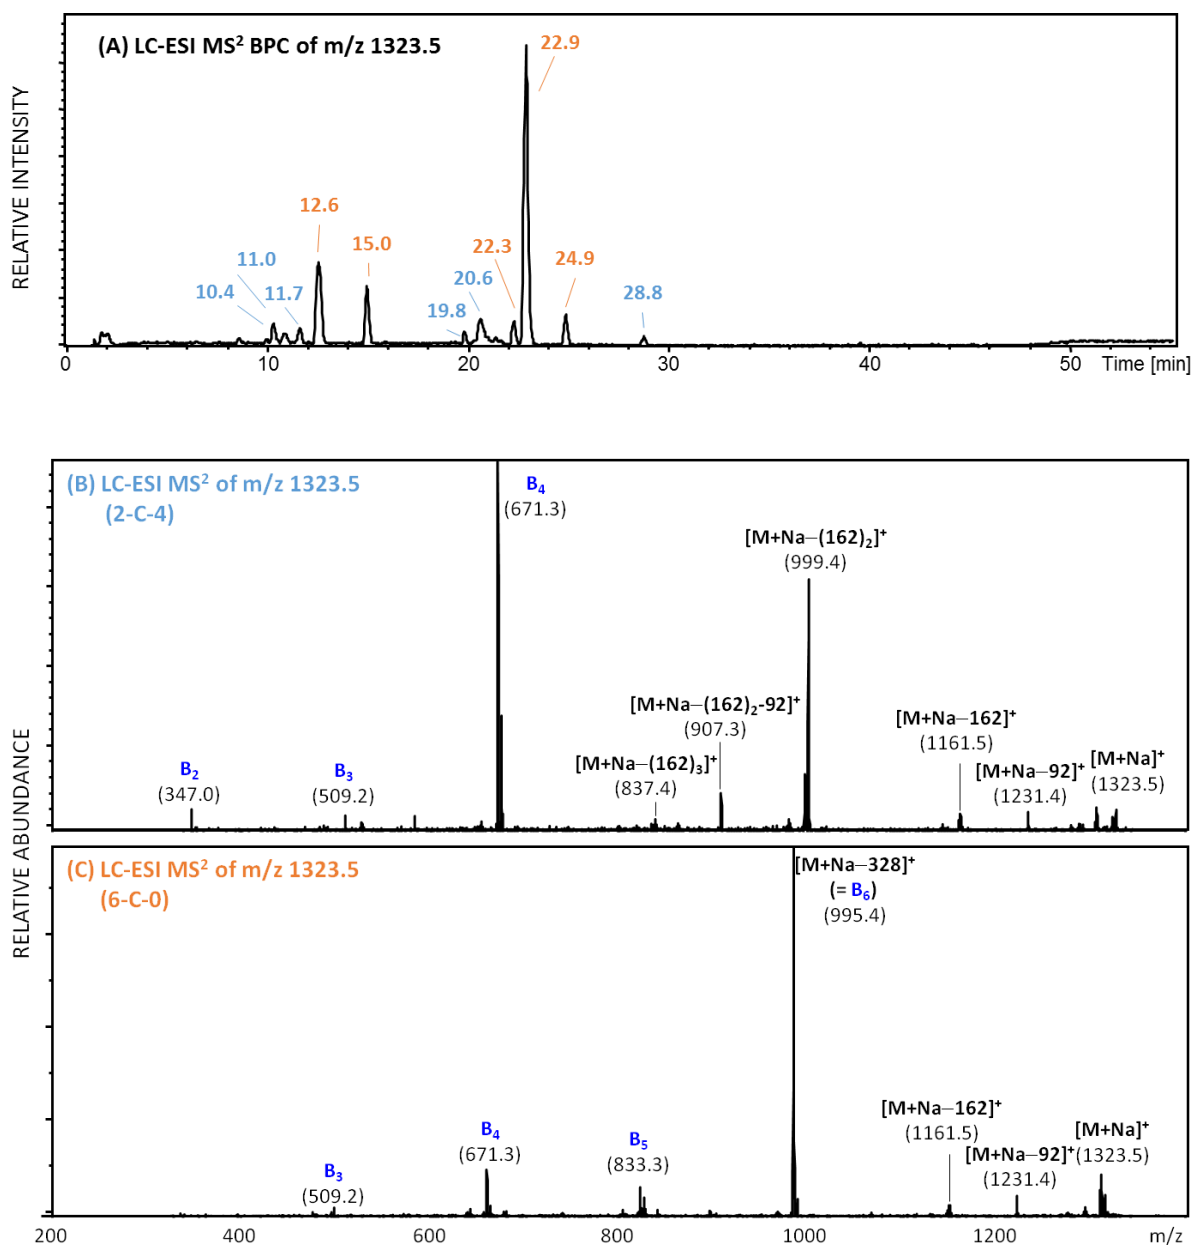 (A) LC-ESI MS² BPC of m/z 1323.5
RELATIVE INTENSITY
22.9
12.6
15.0
11.0
22.3
24.9
10.4
11.7
20.6
19.8
28.8
0 10 20 30 40 50 Time [min]
RELATIVE ABUNDANCE
(B) LC-ESI MS² of m/z 1323.5
(2-C-4)
B₄
(671.3)
[M+Na−(162)₂]⁺
(999.4)
[M+Na−(162)₂-92]⁺
(907.3)
[M+Na−(162)₃]⁺
(837.4)
[M+Na−162]⁺
(1161.5)
[M+Na−92]⁺
(1231.4)
[M+Na]⁺
(1323.5)
B₂
(347.0)
B₃
(509.2)
(C) LC-ESI MS² of m/z 1323.5
(6-C-0)
[M+Na−328]⁺
(= B₆)
(995.4)
B₃
(509.2)
B₄
(671.3)
B₅
(833.3)
[M+Na−162]⁺
(1161.5)
[M+Na−92]⁺
(1231.4)
[M+Na]⁺
(1323.5)
200 400 600 800 1000 1200 m/z